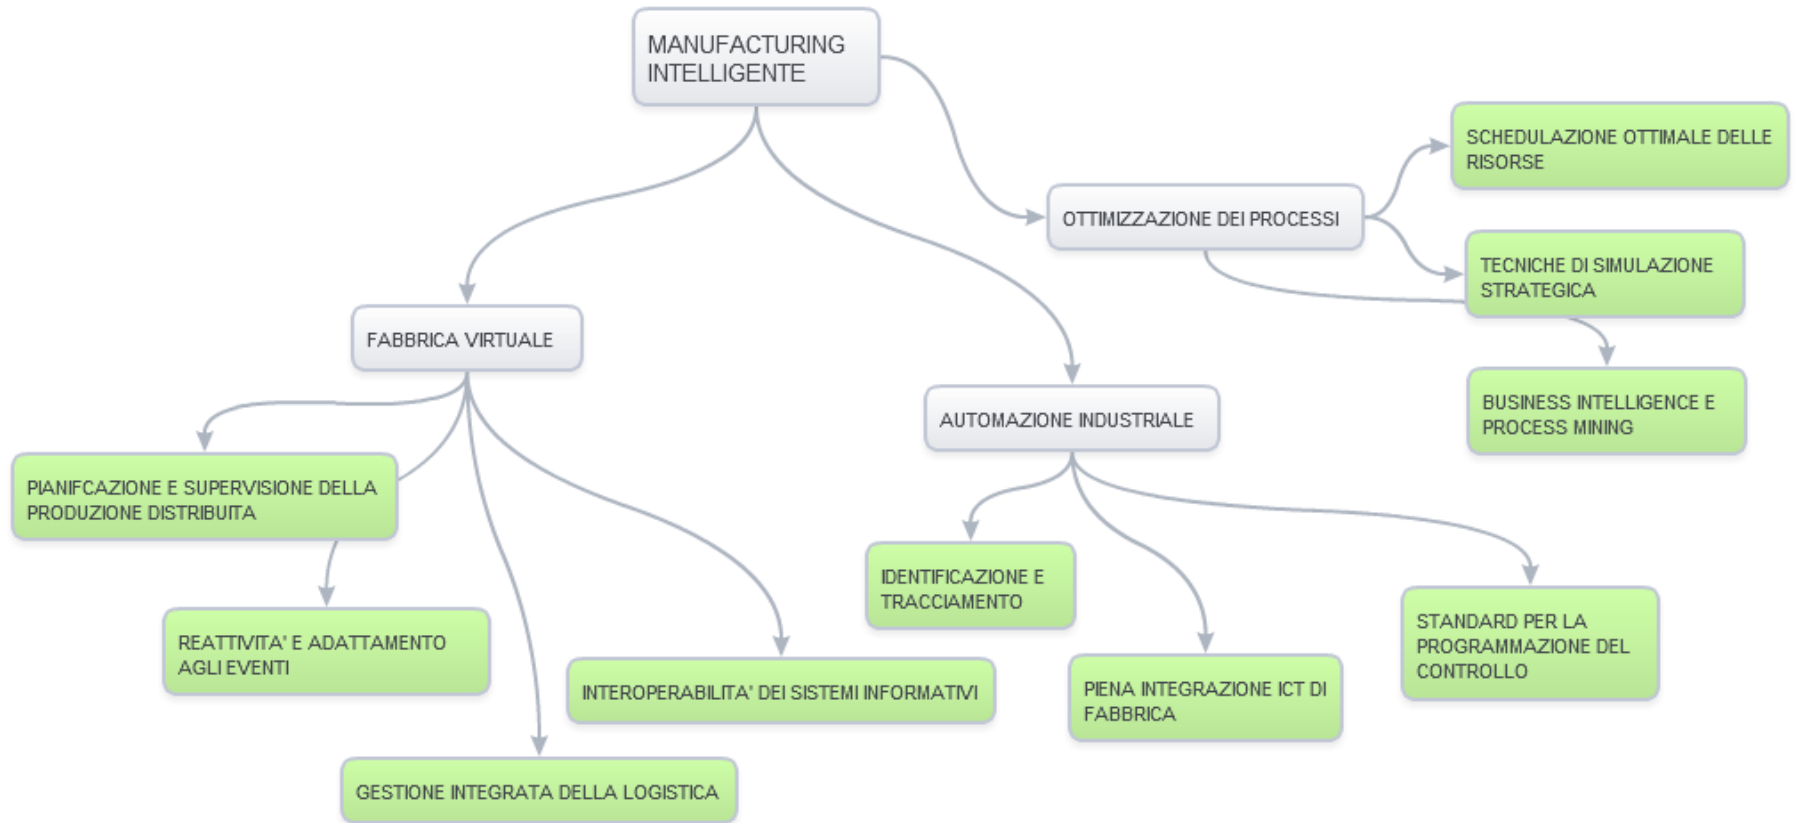 MANUFACTURING
INTELLIGENTE
SCHEDULAZIONE OTTIMALE DELLE
RISORSE
OTTIMIZZAZIONE DEI PROCESSI
TECNICHE DI SIMULAZIONE
STRATEGICA
FABBRICA VIRTUALE
BUSINESS INTELLIGENCE E
PROCESS MINING
AUTOMAZIONE INDUSTRIALE
PIANIFCAZIONE E SUPERVISIONE DELLA
PRODUZIONE DISTRIBUITA
IDENTIFICAZIONE E
TRACCIAMENTO
STANDARD PER LA
PROGRAMMAZIONE DEL
CONTROLLO
REATTIVITA' E ADATTAMENTO
AGLI EVENTI
INTEROPERABILITA' DEI SISTEMI INFORMATIVI
PIENA INTEGRAZIONE ICT DI
FABBRICA
GESTIONE INTEGRATA DELLA LOGISTICA